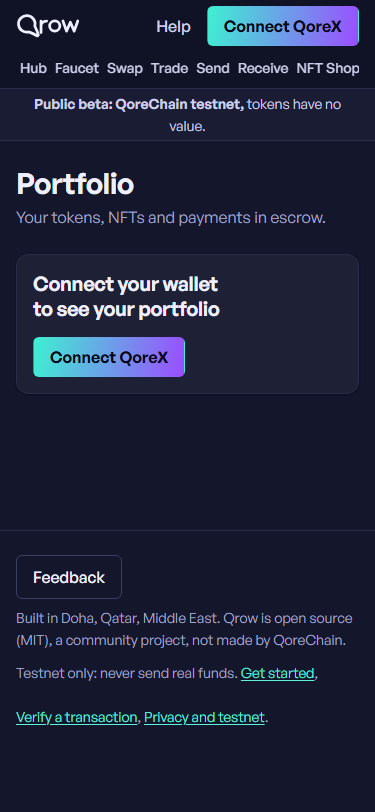 Qrow
Help
Connect QoreX
Hub Faucet Swap Trade Send Receive NFT Shop
Public beta: QoreChain testnet, tokens have no
value.
Portfolio
Your tokens, NFTs and payments in escrow.
Connect your wallet
to see your portfolio
Connect QoreX
Feedback
Built in Doha, Qatar, Middle East. Qrow is open source
(MIT), a community project, not made by QoreChain.
Testnet only: never send real funds. Get started,
Verify a transaction, Privacy and testnet.